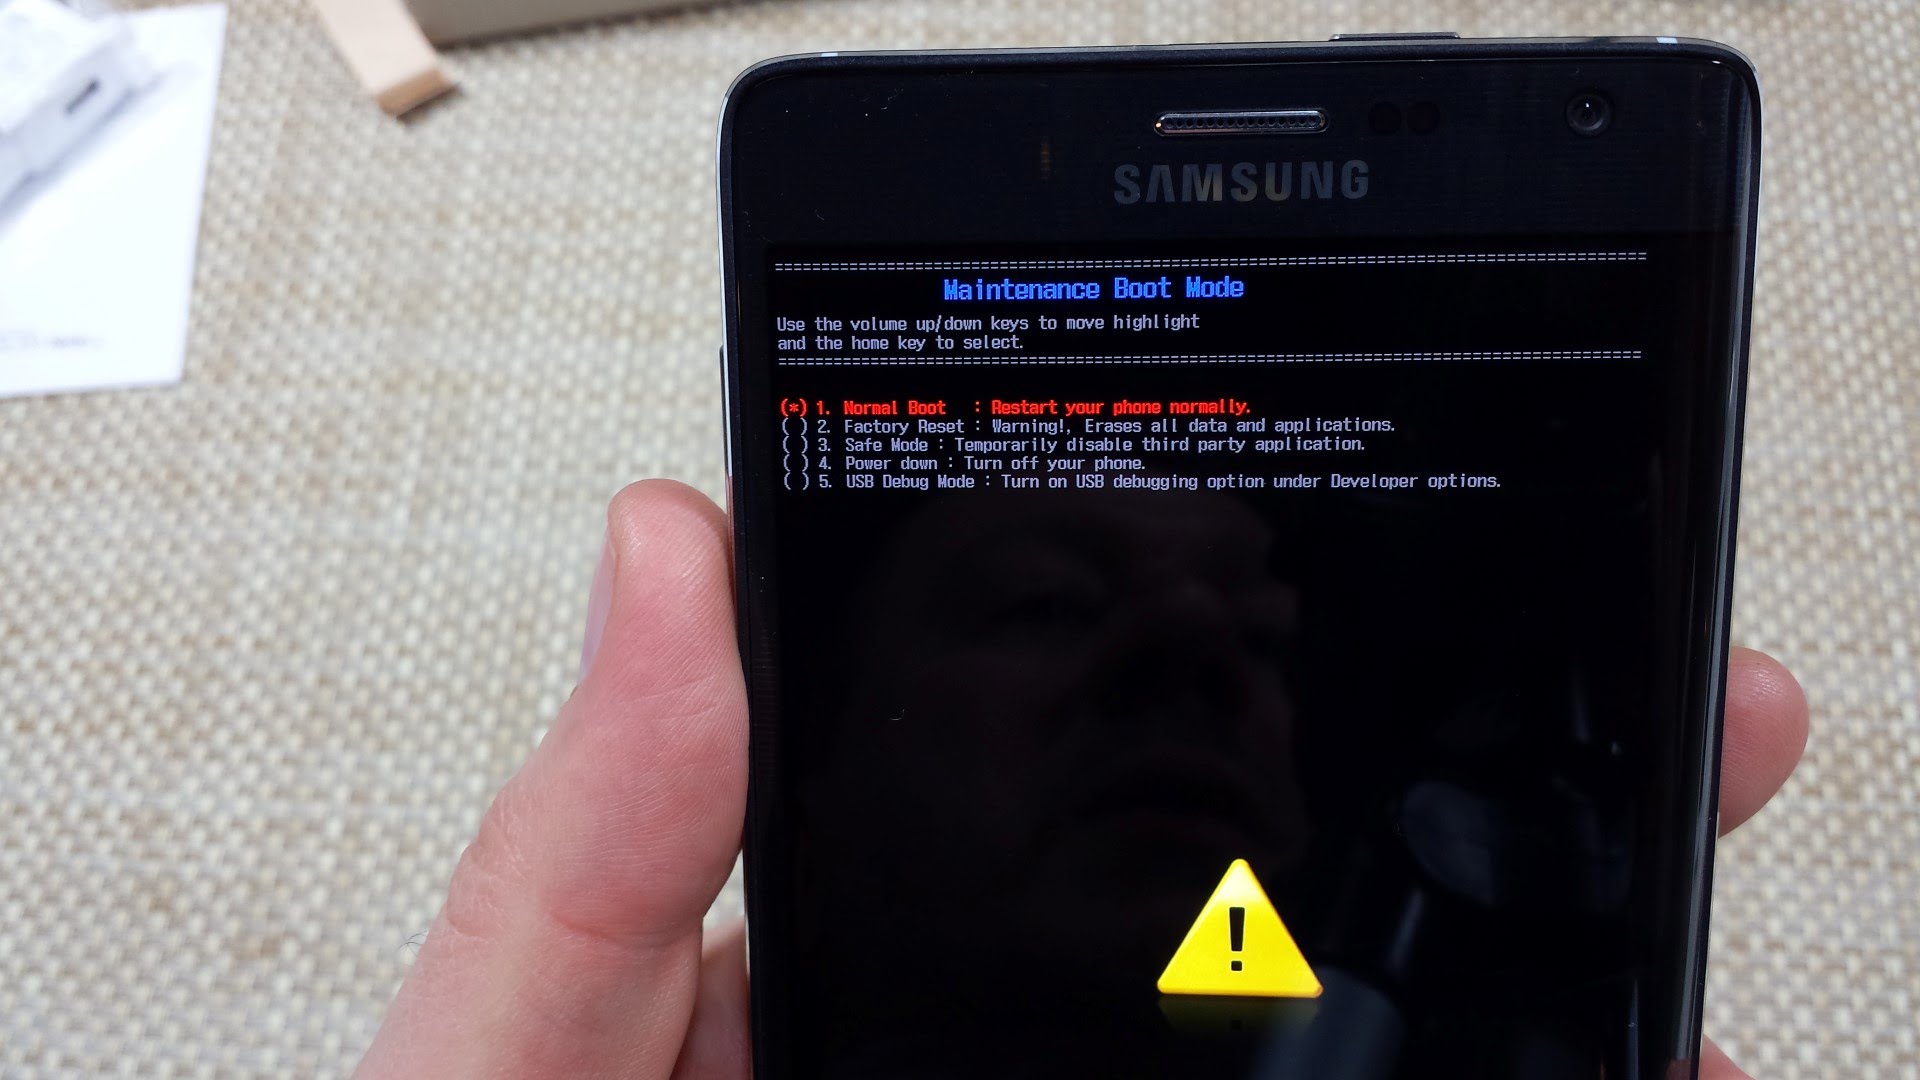 SAMSUNG
================================================================================
Maintenance Boot Mode
Use the volume up/down keys to move highlight
and the home key to select.
================================================================================
(*) 1. Normal Boot   : Restart your phone normally.
( ) 2. Factory Reset : Warning!, Erases all data and applications.
( ) 3. Safe Mode : Temporarily disable third party application.
( ) 4. Power down : Turn off your phone.
( ) 5. USB Debug Mode : Turn on USB debugging option under Developer options.
!